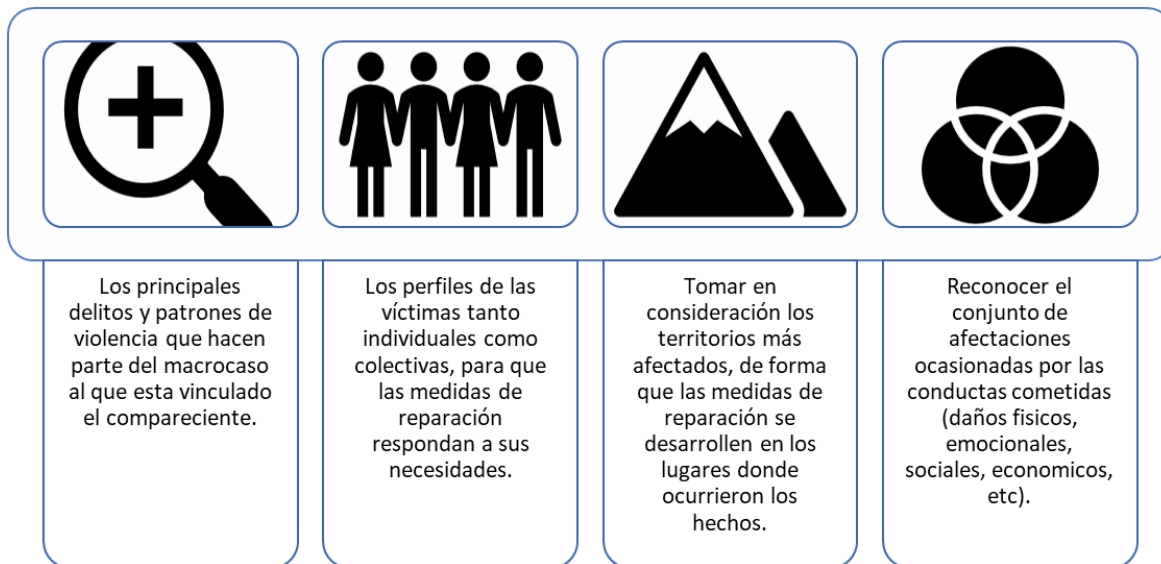 Los principales
delitos y patrones de
violencia que hacen
parte del macrocaso
al que esta vinculado
el compareciente.
Los perfiles de las
víctimas tanto
individuales como
colectivas, para que
las medidas de
reparación
respondan a sus
necesidades.
Tomar en
consideración los
territorios más
afectados, de forma
que las medidas de
reparación se
desarrollen en los
lugares donde
ocurrieron los
hechos.
Reconocer el
conjunto de
afectaciones
ocasionadas por las
conductas cometidas
(daños fisicos,
emocionales,
sociales, economicos,
etc).